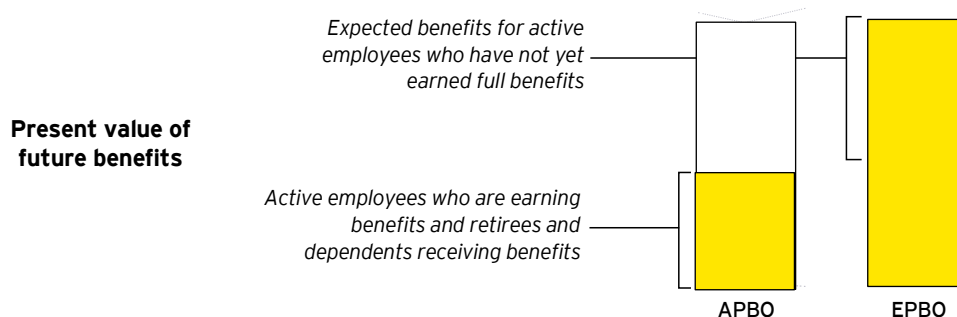 Expected benefits for active
employees who have not yet
earned full benefits
Present value of
future benefits
Active employees who are earning
benefits and retirees and
dependents receiving benefits
APBO
EPBO